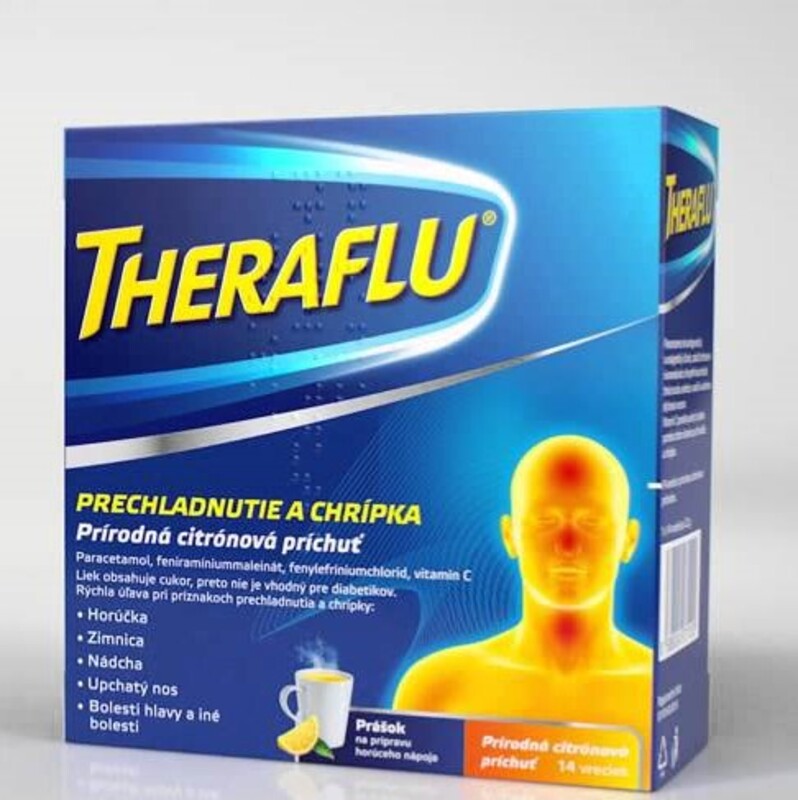 THERAFLU®
PRECHLADNUTIE A CHRÍPKA
Prírodná citrónová príchuť
Paracetamol, feniramíniummaleinát, fenylefríniumchlorid, vitamín C
Liek obsahuje cukor, preto nie je vhodný pre diabetikov.
Rýchla úľava pri príznakoch prechladnutia a chrípky:
• Horúčka
• Zimnica
• Nádcha
• Upchatý nos
• Bolesti hlavy a iné
bolesti
Prášok
na prípravu
horúceho nápoja
Prírodná citrónová
príchuť 14 vreciek
THERAFLU